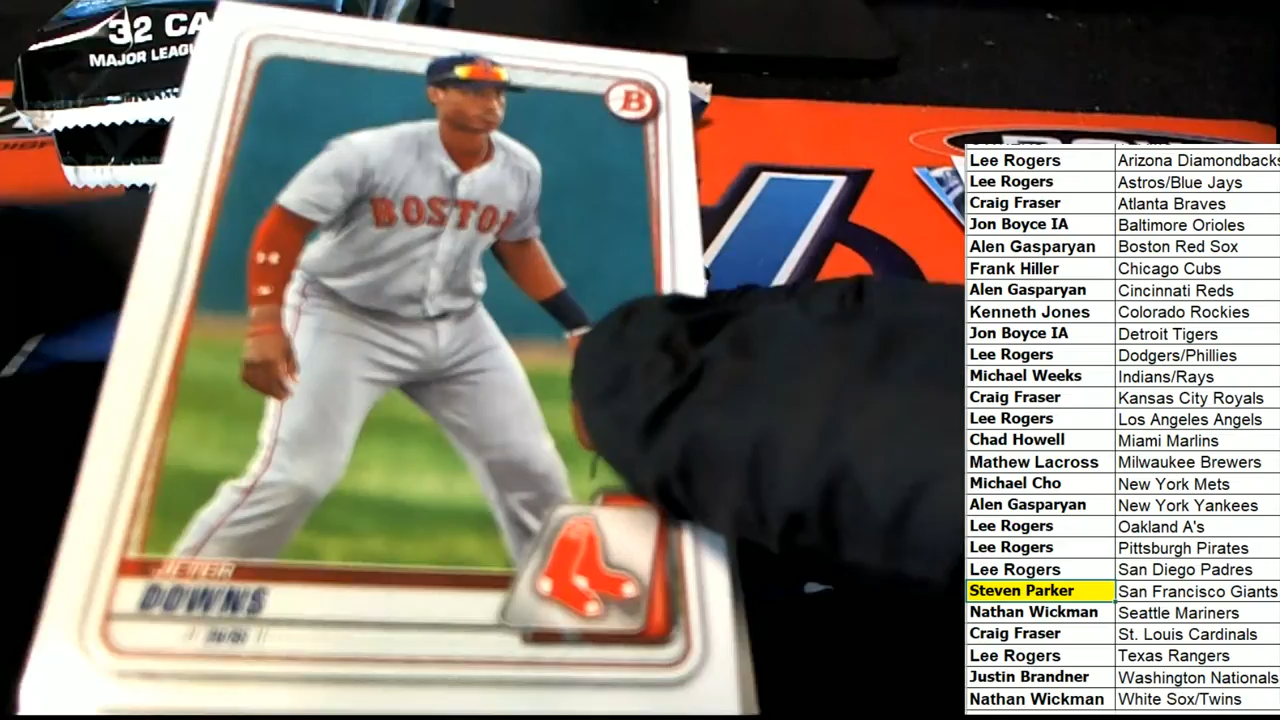 32 CA
MAJOR LEAGU
B
BOSTO
JETER
DOWNS
Lee Rogers Arizona Diamondbacks
Lee Rogers Astros/Blue Jays
Craig Fraser Atlanta Braves
Jon Boyce IA Baltimore Orioles
Alen Gasparyan Boston Red Sox
Frank Hiller Chicago Cubs
Alen Gasparyan Cincinnati Reds
Kenneth Jones Colorado Rockies
Jon Boyce IA Detroit Tigers
Lee Rogers Dodgers/Phillies
Michael Weeks Indians/Rays
Craig Fraser Kansas City Royals
Lee Rogers Los Angeles Angels
Chad Howell Miami Marlins
Mathew Lacross Milwaukee Brewers
Michael Cho New York Mets
Alen Gasparyan New York Yankees
Lee Rogers Oakland A's
Lee Rogers Pittsburgh Pirates
Lee Rogers San Diego Padres
Steven Parker San Francisco Giants
Nathan Wickman Seattle Mariners
Craig Fraser St. Louis Cardinals
Lee Rogers Texas Rangers
Justin Brandner Washington Nationals
Nathan Wickman White Sox/Twins